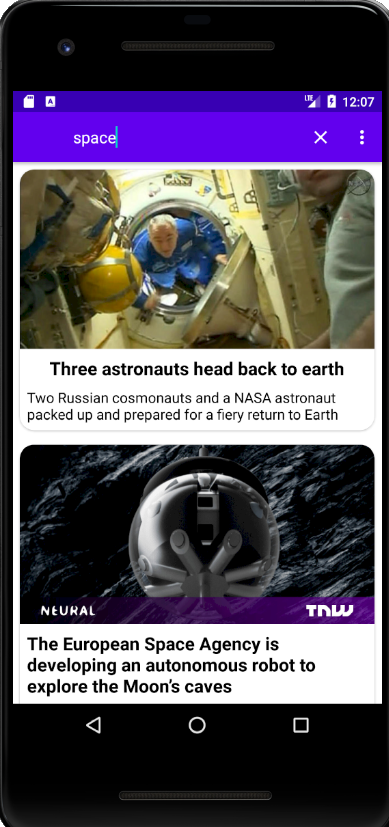 LTE 12:07
space
Three astronauts head back to earth
Two Russian cosmonauts and a NASA astronaut
packed up and prepared for a fiery return to Earth
NEURAL TNW
The European Space Agency is
developing an autonomous robot to
explore the Moon's caves